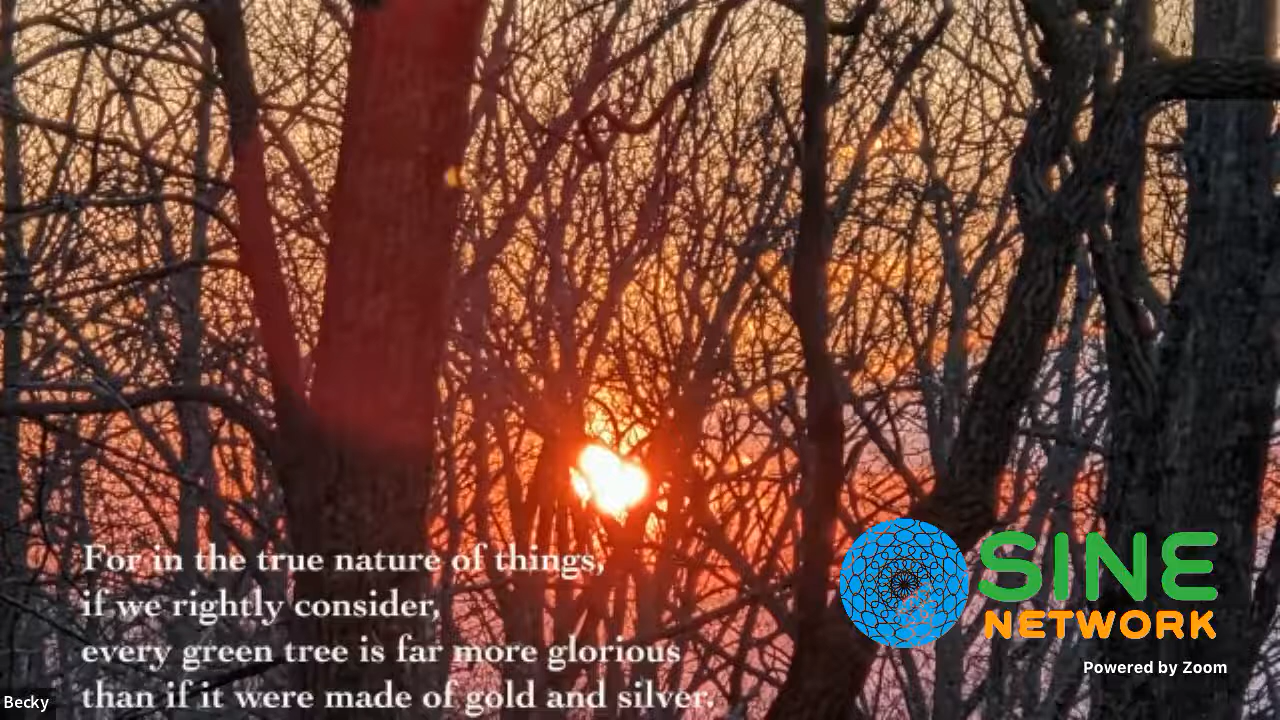 For in the true nature of things,
if we rightly consider,
every green tree is far more glorious
than if it were made of gold and silver.
SINE
NETWORK
Powered by Zoom
Becky